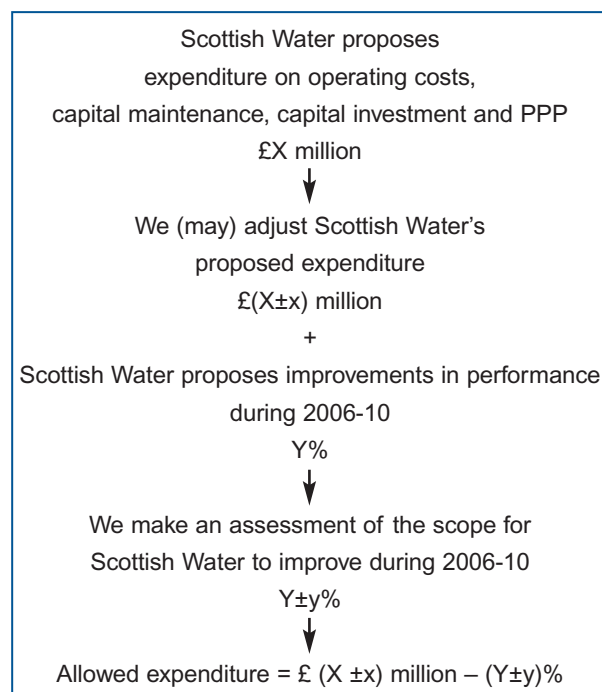 Scottish Water proposes
expenditure on operating costs,
capital maintenance, capital investment and PPP
£X million
We (may) adjust Scottish Water's
proposed expenditure
£(X±x) million
+
Scottish Water proposes improvements in performance
during 2006-10
Y%
We make an assessment of the scope for
Scottish Water to improve during 2006-10
Y±y%
Allowed expenditure = £ (X ±x) million – (Y±y)%